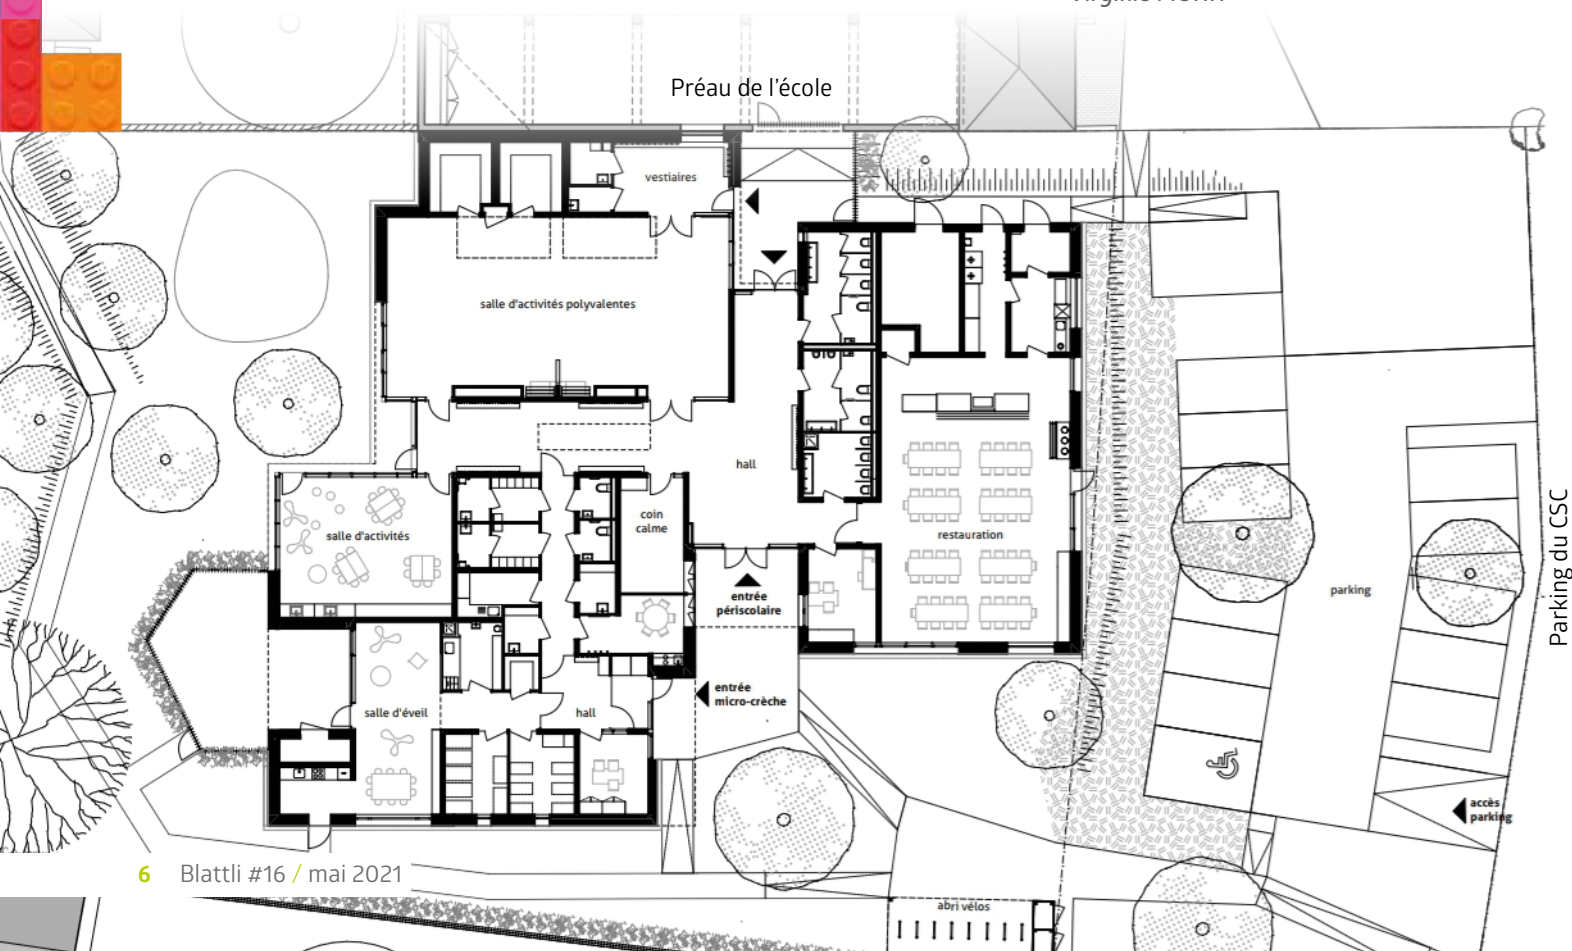 Préau de l'école
vestiaires
salle d'activités polyvalentes
hall
coin
calme
salle d'activités
restauration
entrée
périscolaire
parking
Parking du CSC
entrée
micro-crèche
salle d'éveil
hall
accès
parking
6 Blattli #16 / mai 2021
abri vélos